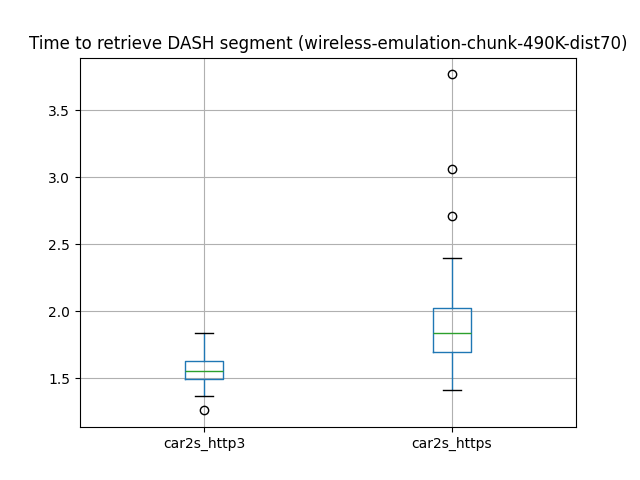 Time to retrieve DASH segment (wireless-emulation-chunk-490K-dist70)
3.5
3.0
2.5
2.0
1.5
car2s_http3
car2s_https